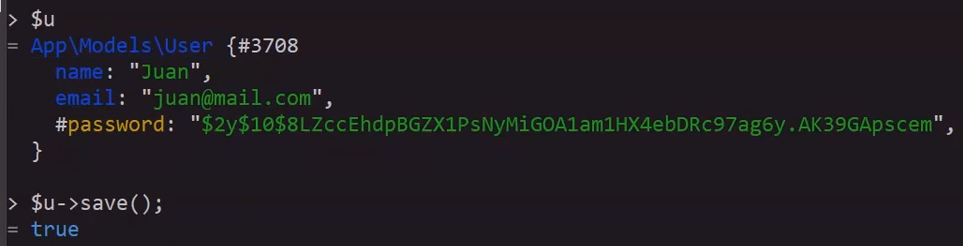 > $u
= App\Models\User {#3708
name: "Juan",
email: "juan@mail.com",
#password: "$2y$10$8LZccEhdpBGZX1PsNyMiGOA1am1HX4ebDRc97ag6y.AK39GApscem",
}
> $u->save();
= true